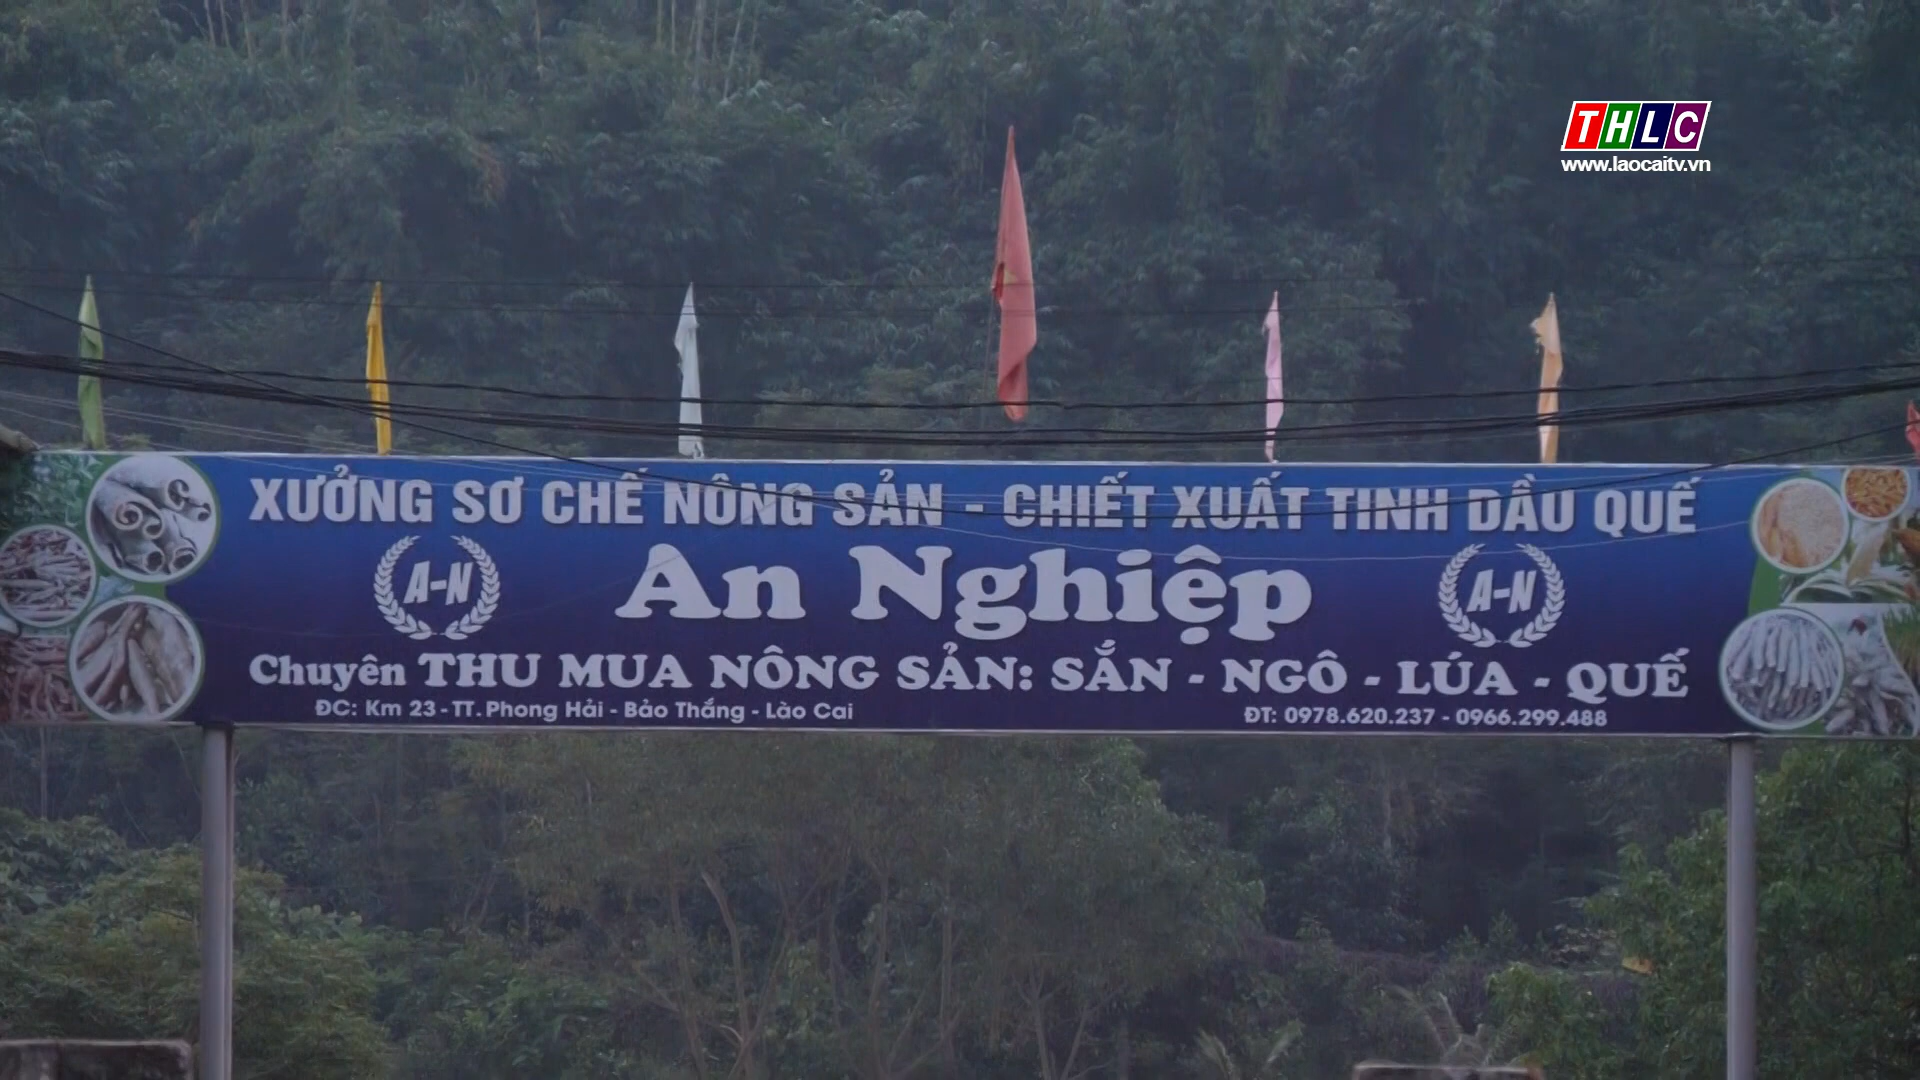 THLC
www.laocaitv.vn
XƯỞNG SƠ CHẾ NÔNG SẢN - CHIẾT XUẤT TINH DẦU QUẾ
A-N An Nghiệp A-N
Chuyên THU MUA NÔNG SẢN: SẮN - NGÔ - LÚA - QUẾ
ĐC: Km 23 - TT. Phong Hải - Bảo Thắng - Lào Cai ĐT: 0978.620.237 - 0966.299.488